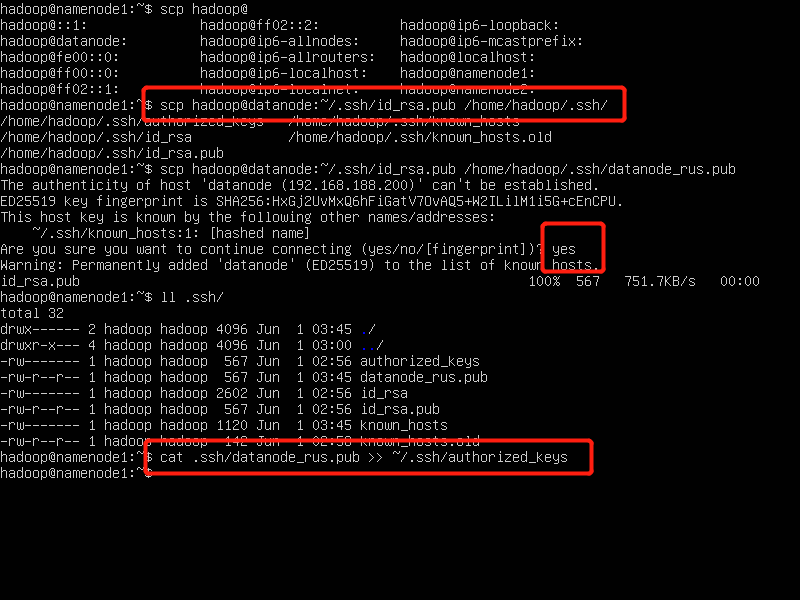 hadoop@namenode1:~$ scp hadoop@
hadoop@::1: hadoop@ff02::2: hadoop@ip6-loopback:
hadoop@datanode: hadoop@ip6-allnodes: hadoop@ip6-mcastprefix:
hadoop@fe00::0: hadoop@ip6-allrouters: hadoop@localhost:
hadoop@ff00::0: hadoop@ip6-localhost: hadoop@namenode1:
hadoop@ff02::1: hadoop@ip6-localnet: hadoop@namenode2:
hadoop@namenode1:~$ scp hadoop@datanode:~/.ssh/id_rsa.pub /home/hadoop/.ssh/
/home/hadoop/.ssh/authorized_keys /home/hadoop/.ssh/known_hosts
/home/hadoop/.ssh/id_rsa /home/hadoop/.ssh/known_hosts.old
/home/hadoop/.ssh/id_rsa.pub
hadoop@namenode1:~$ scp hadoop@datanode:~/.ssh/id_rsa.pub /home/hadoop/.ssh/datanode_rus.pub
The authenticity of host 'datanode (192.168.188.200)' can't be established.
ED25519 key fingerprint is SHA256:HxGj2UvMxQ6hFiGatV7OvAQ5+W2ILilM1i5G+cEnCPU.
This host key is known by the following other names/addresses:
~/.ssh/known_hosts:1: [hashed name]
Are you sure you want to continue connecting (yes/no/[fingerprint])? yes
Warning: Permanently added 'datanode' (ED25519) to the list of known hosts.
id_rsa.pub 100% 567 751.7KB/s 00:00
hadoop@namenode1:~$ ll .ssh/
total 32
drwx------ 2 hadoop hadoop 4096 Jun 1 03:45 ./
drwxr-x--- 4 hadoop hadoop 4096 Jun 1 03:00 ../
-rw------- 1 hadoop hadoop 567 Jun 1 02:56 authorized_keys
-rw-r--r-- 1 hadoop hadoop 567 Jun 1 03:45 datanode_rus.pub
-rw------- 1 hadoop hadoop 2602 Jun 1 02:56 id_rsa
-rw-r--r-- 1 hadoop hadoop 567 Jun 1 02:56 id_rsa.pub
-rw------- 1 hadoop hadoop 1120 Jun 1 03:45 known_hosts
-rw-r--r-- 1 hadoop hadoop 142 Jun 1 02:58 known_hosts.old
hadoop@namenode1:~$ cat .ssh/datanode_rus.pub >> ~/.ssh/authorized_keys
hadoop@namenode1:~$